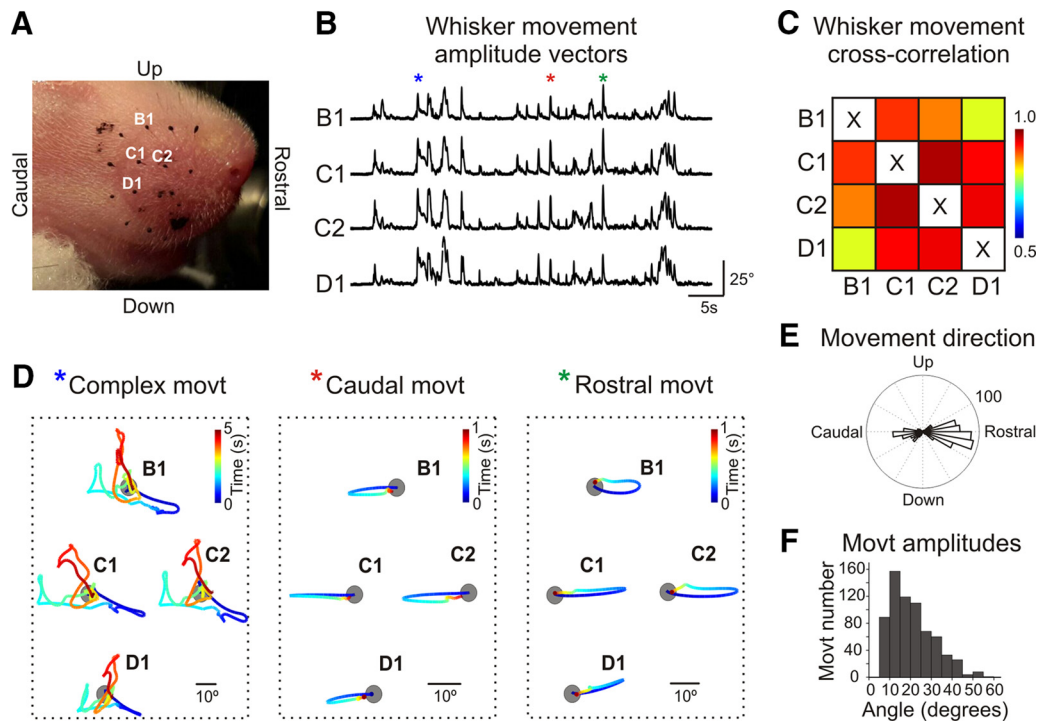 A
Up
Caudal
Rostral
Down
B1
C1 C2
D1
B
Whisker movement
amplitude vectors
* * *
B1
C1
C2
D1
25°
5s
C
Whisker movement
cross-correlation
B1
C1
C2
D1
X
X
X
X
B1 C1 C2 D1
1.0
0.5
D
* Complex movt
B1
C1
C2
D1
5
Time (s)
0
10º
* Caudal movt
B1
C1
C2
D1
1
Time (s)
0
10º
* Rostral movt
B1
C1
C2
D1
1
Time (s)
0
10º
E
Movement direction
Up
100
Caudal
Rostral
Down
F
Movt amplitudes
Movt number
160
120
80
40
0
0 10 20 30 40 50 60
Angle (degrees)